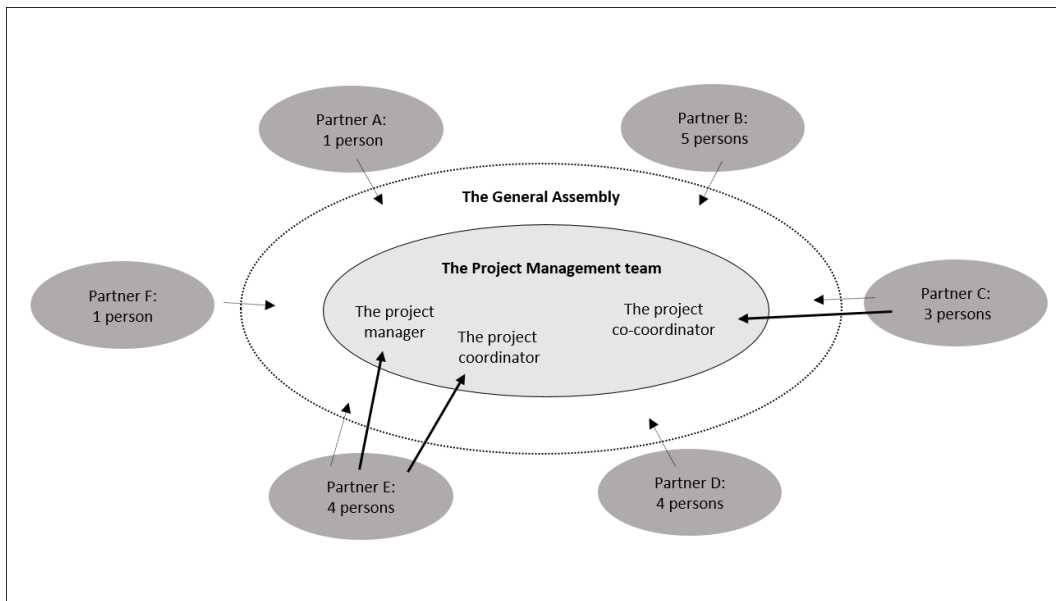 Partner A:
1 person
Partner B:
5 persons
The General Assembly
The Project Management team
Partner F:
1 person
The project
manager
The project
coordinator
The project
co-coordinator
Partner C:
3 persons
Partner E:
4 persons
Partner D:
4 persons